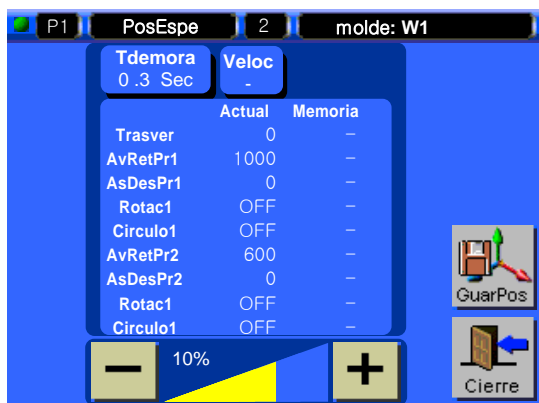 P1 PosEspe 2 molde: W1
Tdemora Veloc
0 .3 Sec -
Actual Memoria
Trasver 0 –
AvRetPr1 1000 –
AsDesPr1 0 –
Rotac1 OFF –
Circulo1 OFF –
AvRetPr2 600 –
AsDesPr2 0 –
Rotac1 OFF –
Circulo1 OFF –
GuarPos
− 10% +
Cierre